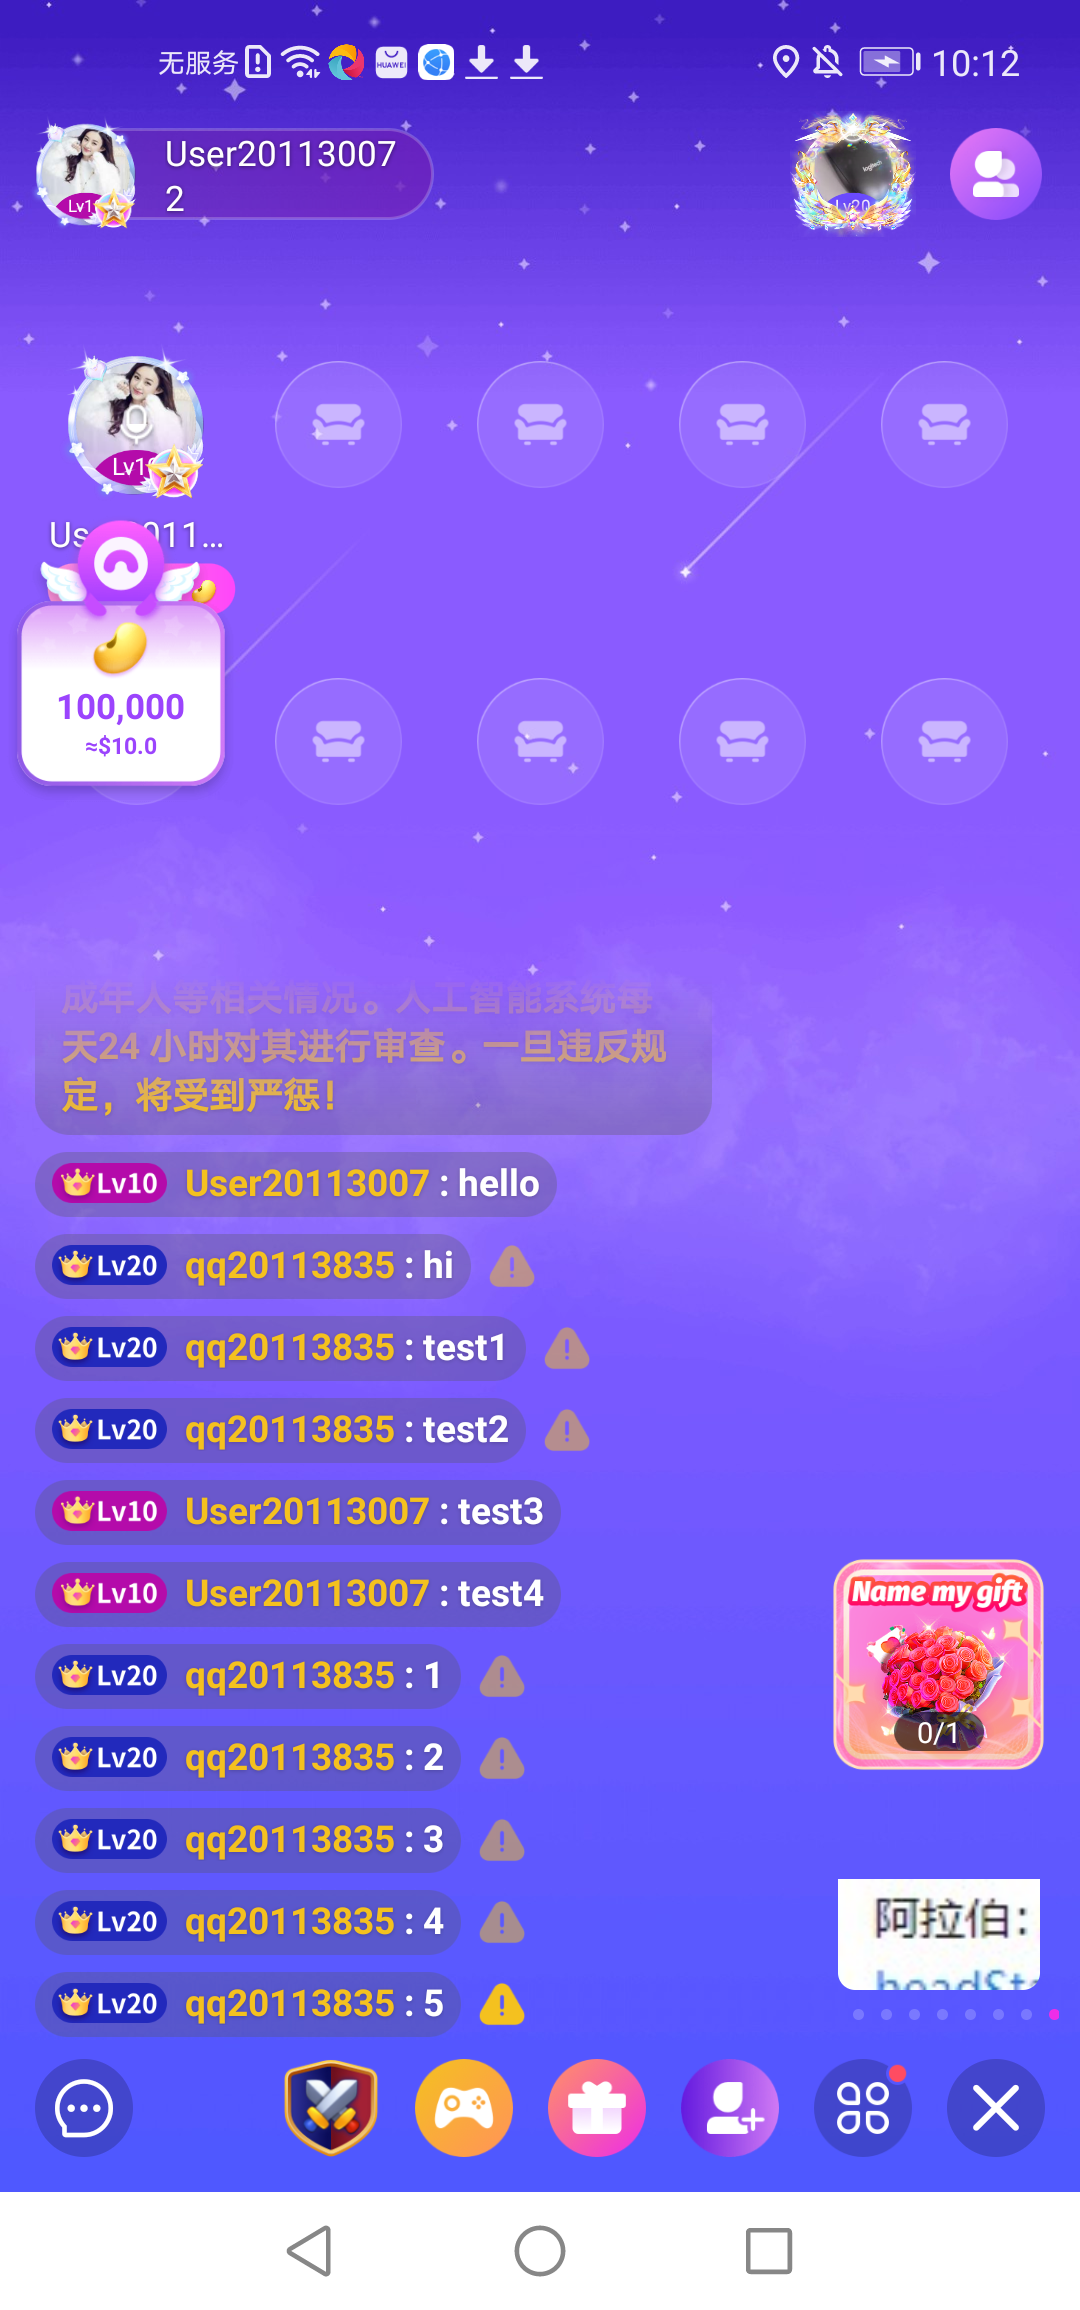 无服务
HUAWEI
10:12
User20113007
2
Lv1
logitech
Lv20
Lv1
100,000
≈$10.0
成年人等相关情况。人工智能系统每
天24 小时对其进行审查。一旦违反规
定，将受到严惩！
Lv10 User20113007 : hello
Lv20 qq20113835 : hi
Lv20 qq20113835 : test1
Lv20 qq20113835 : test2
Lv10 User20113007 : test3
Lv10 User20113007 : test4
Lv20 qq20113835 : 1
Lv20 qq20113835 : 2
Lv20 qq20113835 : 3
Lv20 qq20113835 : 4
Lv20 qq20113835 : 5
Name my gift
0/1
阿拉伯：